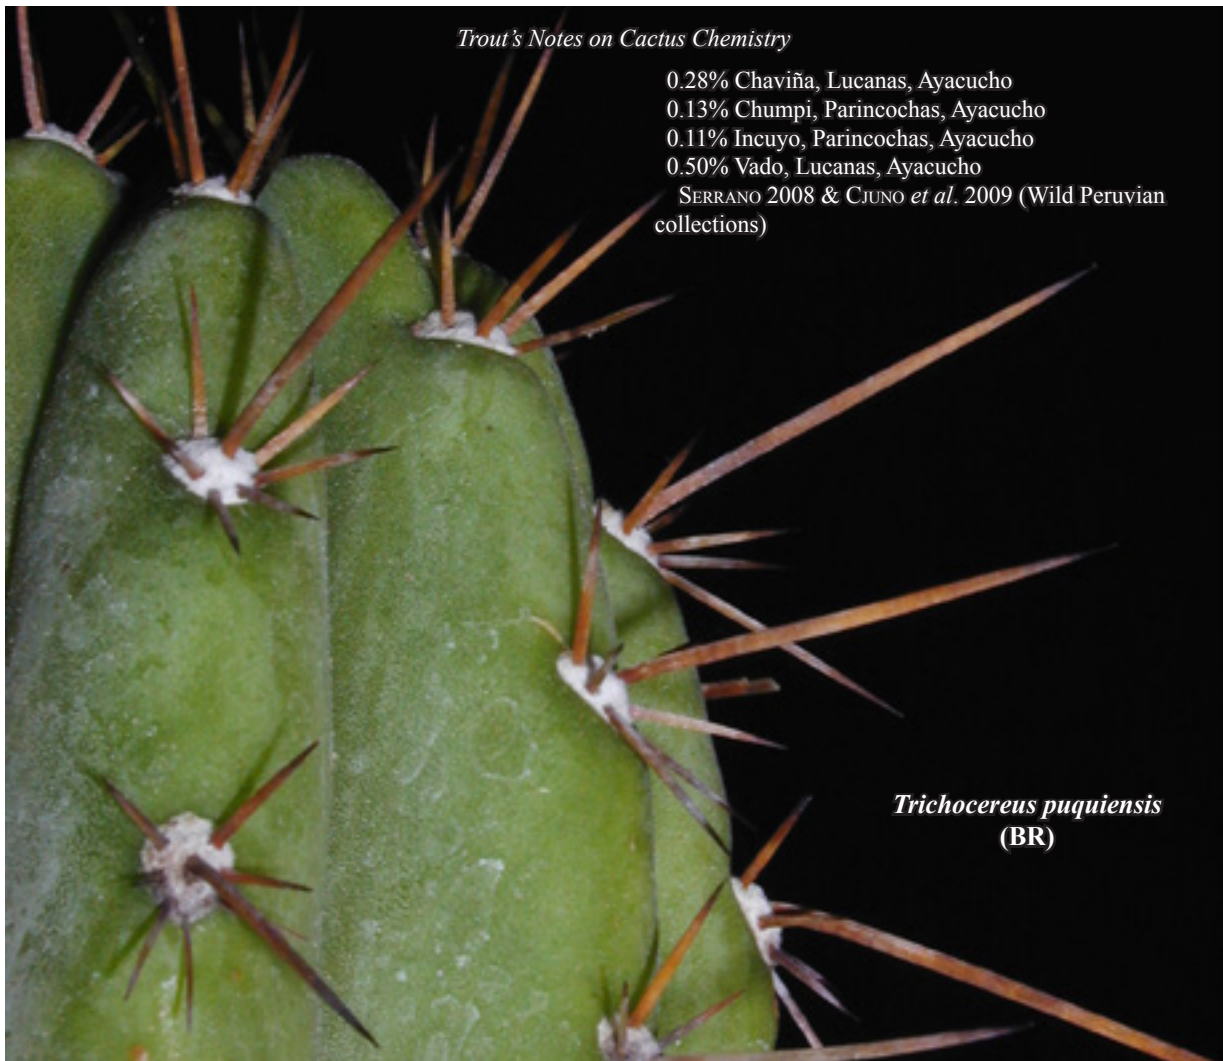 Trout's Notes on Cactus Chemistry
0.28% Chaviña, Lucanas, Ayacucho
0.13% Chumpi, Parincochas, Ayacucho
0.11% Incuyo, Parincochas, Ayacucho
0.50% Vado, Lucanas, Ayacucho
SERRANO 2008 & CJUNO et al. 2009 (Wild Peruvian
collections)
Trichocereus puquiensis
(BR)